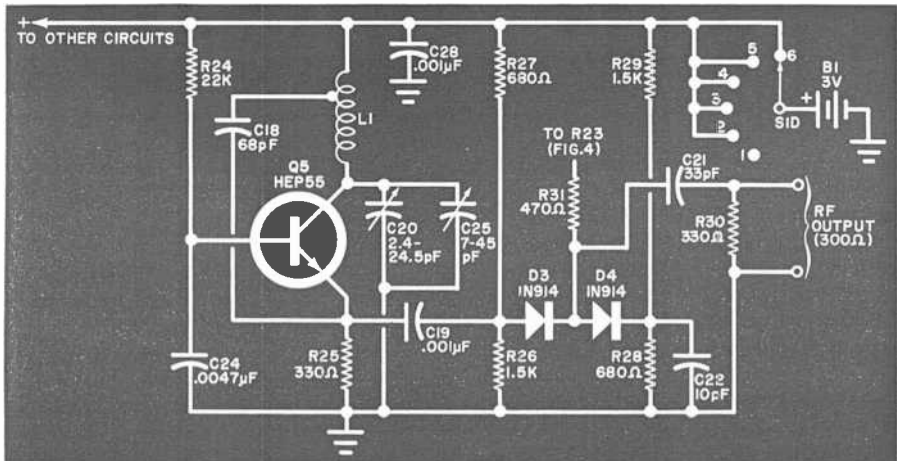 +
TO OTHER CIRCUITS
R24
22K
C18
68pF
L1
C28
.001µF
R27
680Ω
R29
1.5K
5
6
4
3
2
1
S1D
B1
3V
+
Q5
HEP55
TO R23
(FIG.4)
R31
470Ω
C21
33pF
R30
330Ω
RF
OUTPUT
(300Ω)
C20
2.4-
24.5pF
C25
7-45
pF
D3
1N914
D4
1N914
C19
.001µF
C24
.0047µF
R25
330Ω
R26
1.5K
R28
680Ω
C22
10pF